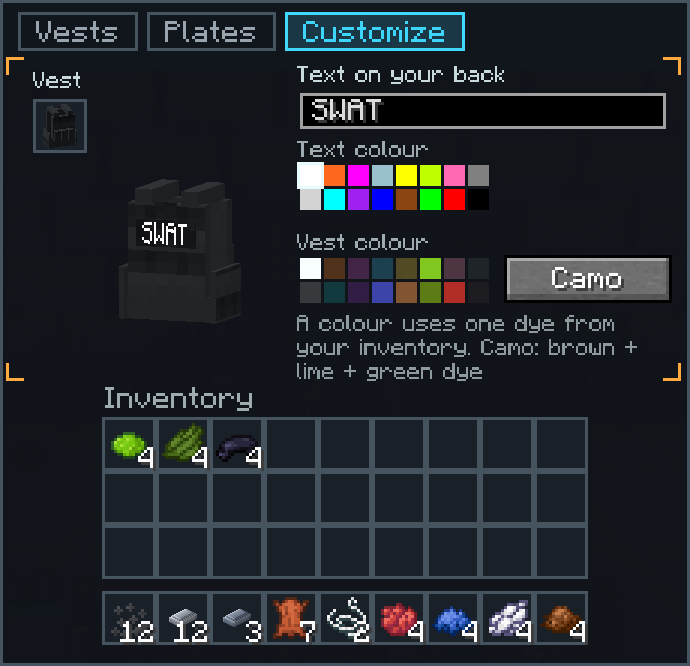 Vests
Plates
Customize
Vest
Text on your back
SWAT
Text colour
SWAT
Vest colour
Camo
A colour uses one dye from
your inventory. Camo: brown +
lime + green dye
Inventory
4 4 4
12 12 3 7 2 4 4 4 4